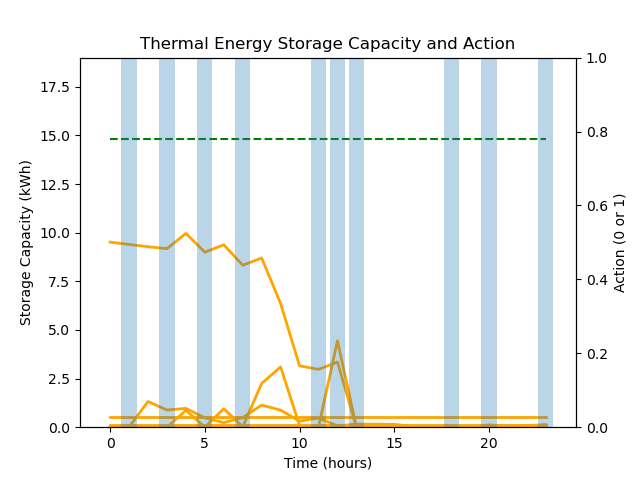 Thermal Energy Storage Capacity and Action
Storage Capacity (kWh)
17.5
15.0
12.5
10.0
7.5
5.0
2.5
0.0
1.0
0.8
0.6
0.4
0.2
0.0
Action (0 or 1)
0 5 10 15 20
Time (hours)